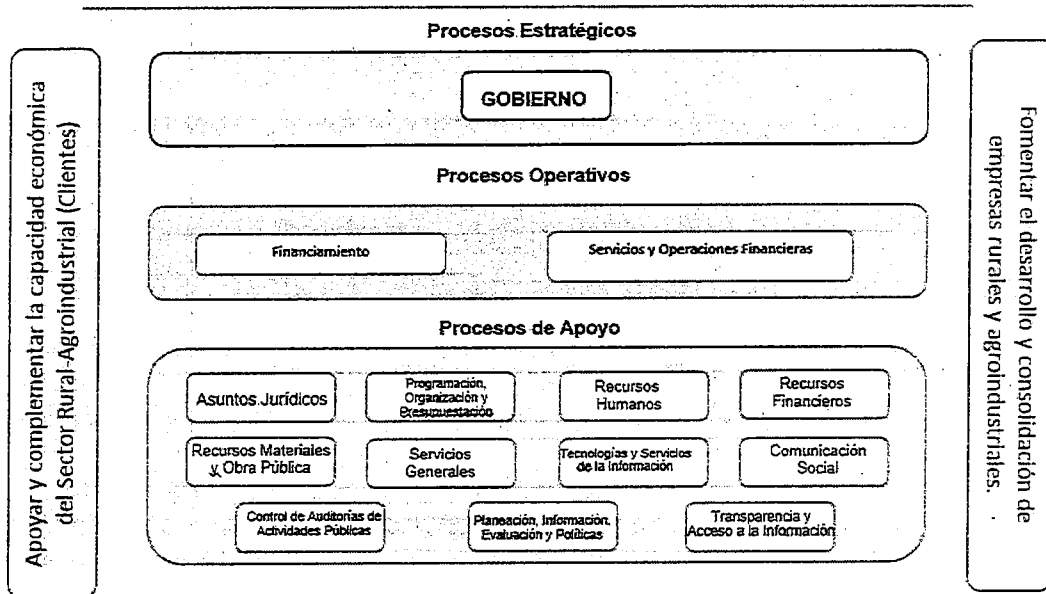 Procesos Estratégicos
GOBIERNO
Procesos Operativos
Financiamiento
Servicios y Operaciones Financieras
Procesos de Apoyo
Asuntos Jurídicos
Programación,
Organización y
Presupuestación
Recursos
Humanos
Recursos
Financieros
Recursos Materiales
y Obra Pública
Servicios
Generales
Tecnologías y Servicios
de la Información
Comunicación
Social
Control de Auditorías de
Actividades Públicas
Planeación, Información,
Evaluación y Políticas
Transparencia y
Acceso a la Información
Apoyar y complementar la capacidad económica
del Sector Rural-Agroindustrial (Clientes)
Fomentar el desarrollo y consolidación de
empresas rurales y agroindustriales.